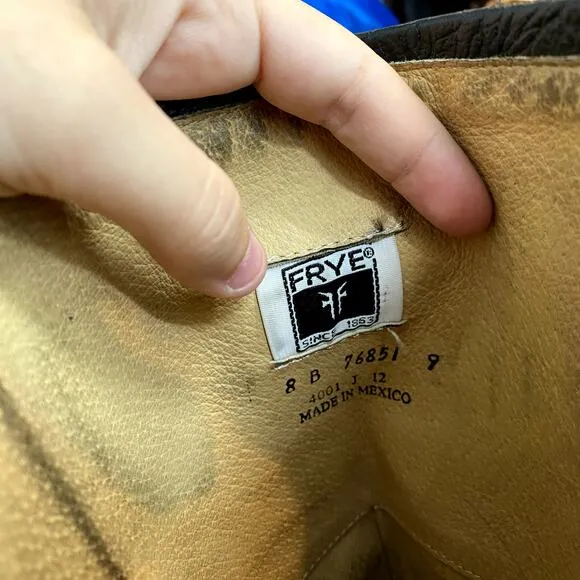 FRYE®
SINCE 1863
8 B 76851 9
4001 J 12
MADE IN MEXICO